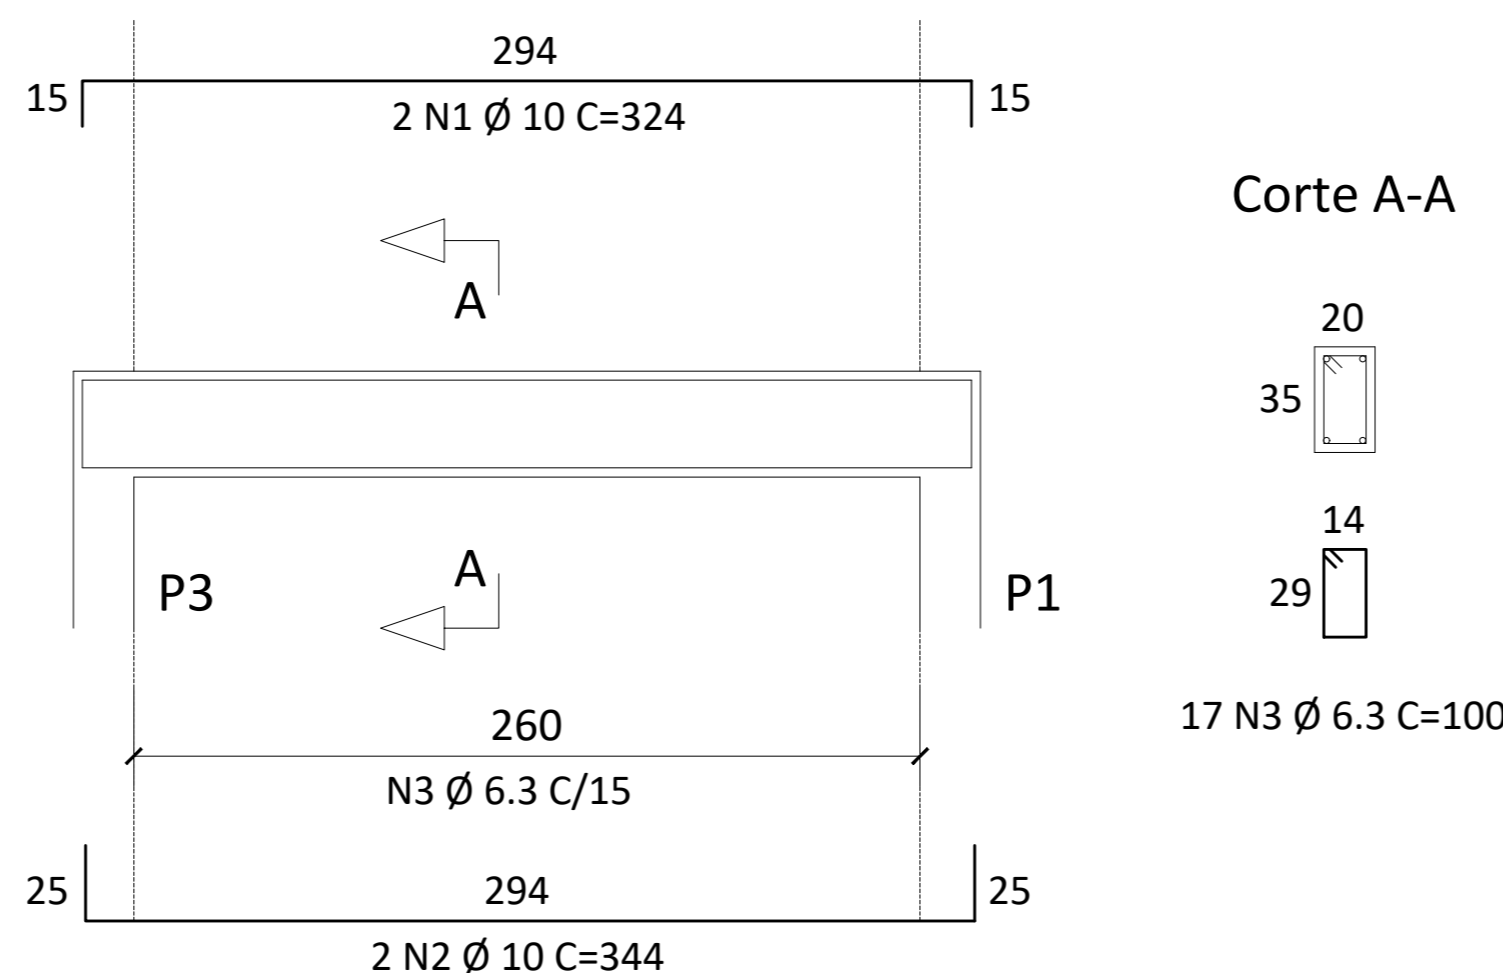 294
15
15
2 N1 Ø 10 C=324
Corte A-A
A
20
35
14
A
29
P3
P1
17 N3 Ø 6.3 C=100
260
N3 Ø 6.3 C/15
25
294
25
2 N2 Ø 10 C=344